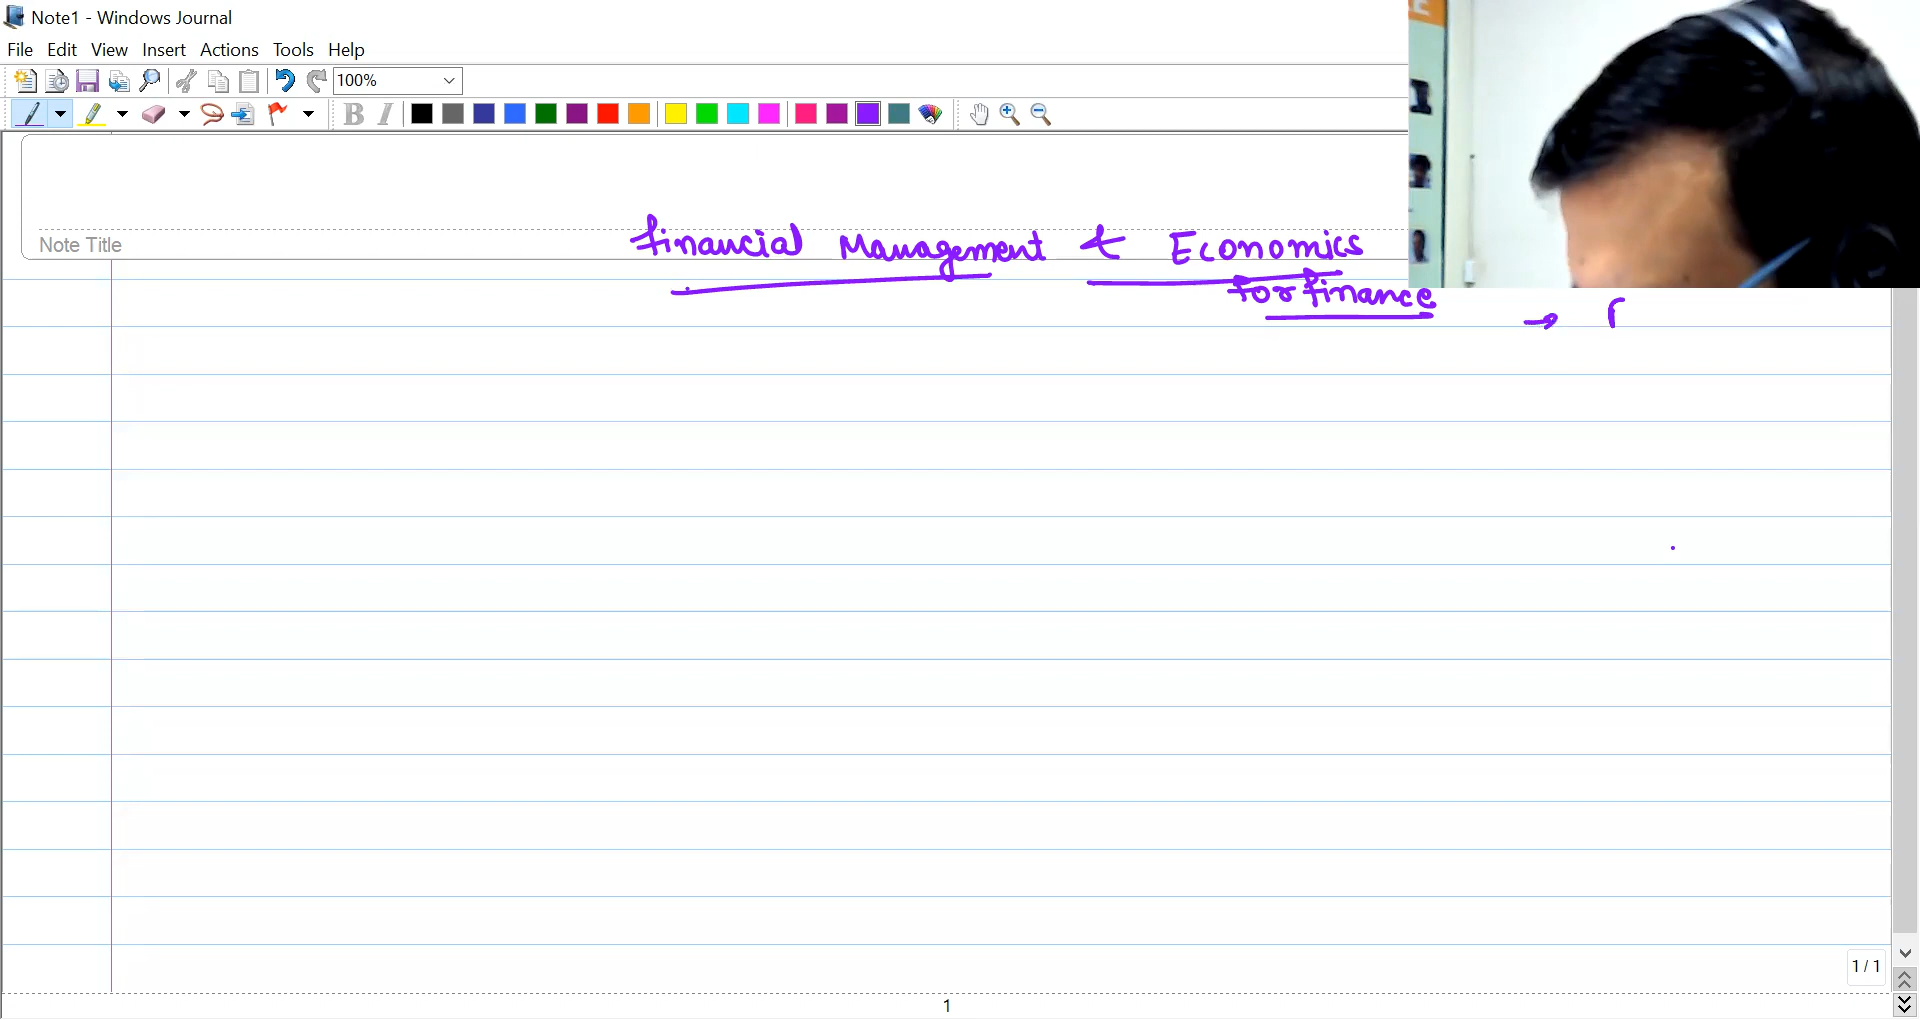 Note1 - Windows Journal
File Edit View Insert Actions Tools Help
100%
B I
Note Title
financial Management & Economics
for finance
→
1 / 1
1